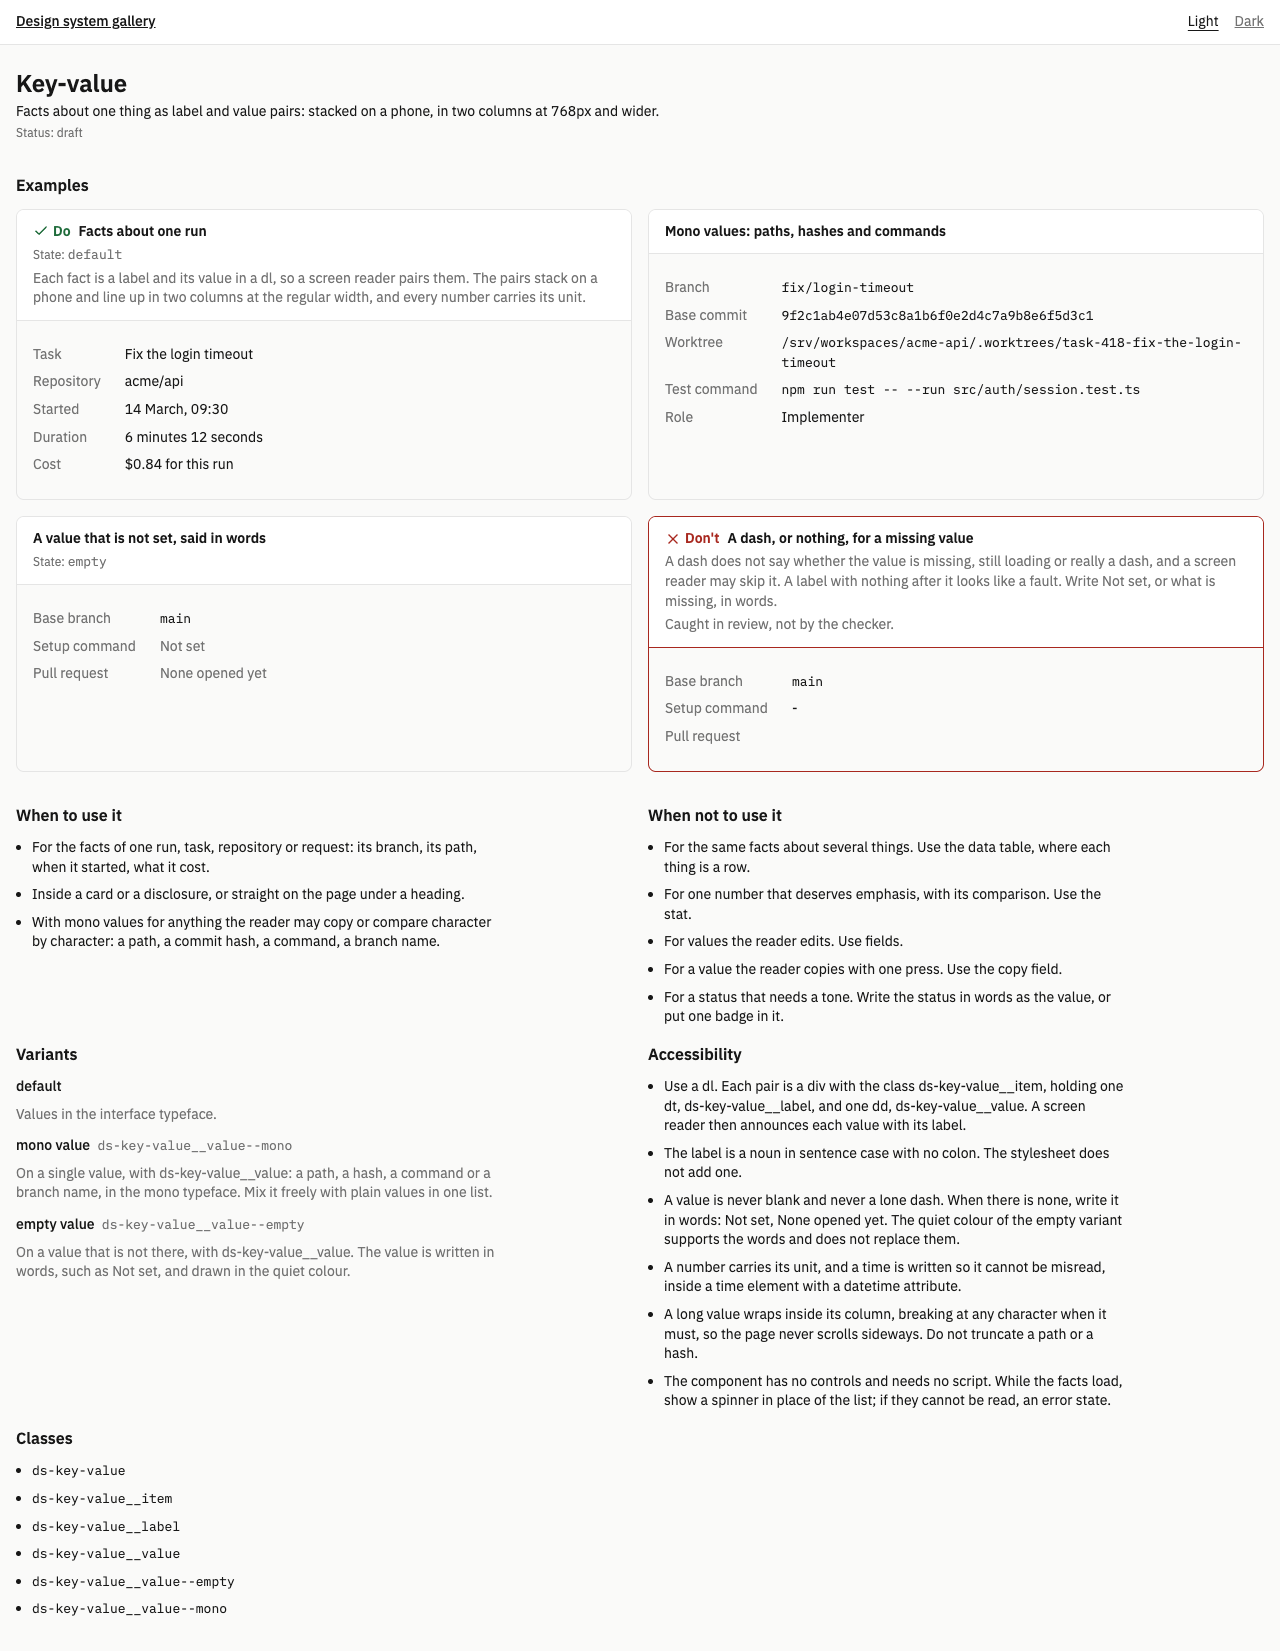 Design system gallery
Light Dark
Key-value
Facts about one thing as label and value pairs: stacked on a phone, in two columns at 768px and wider.
Status: draft
Examples
Do Facts about one run
State: default
Each fact is a label and its value in a dl, so a screen reader pairs them. The pairs stack on a
phone and line up in two columns at the regular width, and every number carries its unit.
Task Fix the login timeout
Repository acme/api
Started 14 March, 09:30
Duration 6 minutes 12 seconds
Cost $0.84 for this run
Mono values: paths, hashes and commands
Branch fix/login-timeout
Base commit 9f2c1ab4e07d53c8a1b6f0e2d4c7a9b8e6f5d3c1
Worktree /srv/workspaces/acme-api/.worktrees/task-418-fix-the-login-
timeout
Test command npm run test -- --run src/auth/session.test.ts
Role Implementer
A value that is not set, said in words
State: empty
Base branch main
Setup command Not set
Pull request None opened yet
Don't A dash, or nothing, for a missing value
A dash does not say whether the value is missing, still loading or really a dash, and a screen
reader may skip it. A label with nothing after it looks like a fault. Write Not set, or what is
missing, in words.
Caught in review, not by the checker.
Base branch main
Setup command -
Pull request
When to use it
• For the facts of one run, task, repository or request: its branch, its path,
when it started, what it cost.
• Inside a card or a disclosure, or straight on the page under a heading.
• With mono values for anything the reader may copy or compare character
by character: a path, a commit hash, a command, a branch name.
When not to use it
• For the same facts about several things. Use the data table, where each
thing is a row.
• For one number that deserves emphasis, with its comparison. Use the
stat.
• For values the reader edits. Use fields.
• For a value the reader copies with one press. Use the copy field.
• For a status that needs a tone. Write the status in words as the value, or
put one badge in it.
Variants
default
Values in the interface typeface.
mono value ds-key-value__value--mono
On a single value, with ds-key-value__value: a path, a hash, a command or a
branch name, in the mono typeface. Mix it freely with plain values in one list.
empty value ds-key-value__value--empty
On a value that is not there, with ds-key-value__value. The value is written in
words, such as Not set, and drawn in the quiet colour.
Accessibility
• Use a dl. Each pair is a div with the class ds-key-value__item, holding one
dt, ds-key-value__label, and one dd, ds-key-value__value. A screen
reader then announces each value with its label.
• The label is a noun in sentence case with no colon. The stylesheet does
not add one.
• A value is never blank and never a lone dash. When there is none, write it
in words: Not set, None opened yet. The quiet colour of the empty variant
supports the words and does not replace them.
• A number carries its unit, and a time is written so it cannot be misread,
inside a time element with a datetime attribute.
• A long value wraps inside its column, breaking at any character when it
must, so the page never scrolls sideways. Do not truncate a path or a
hash.
• The component has no controls and needs no script. While the facts load,
show a spinner in place of the list; if they cannot be read, an error state.
Classes
• ds-key-value
• ds-key-value__item
• ds-key-value__label
• ds-key-value__value
• ds-key-value__value--empty
• ds-key-value__value--mono